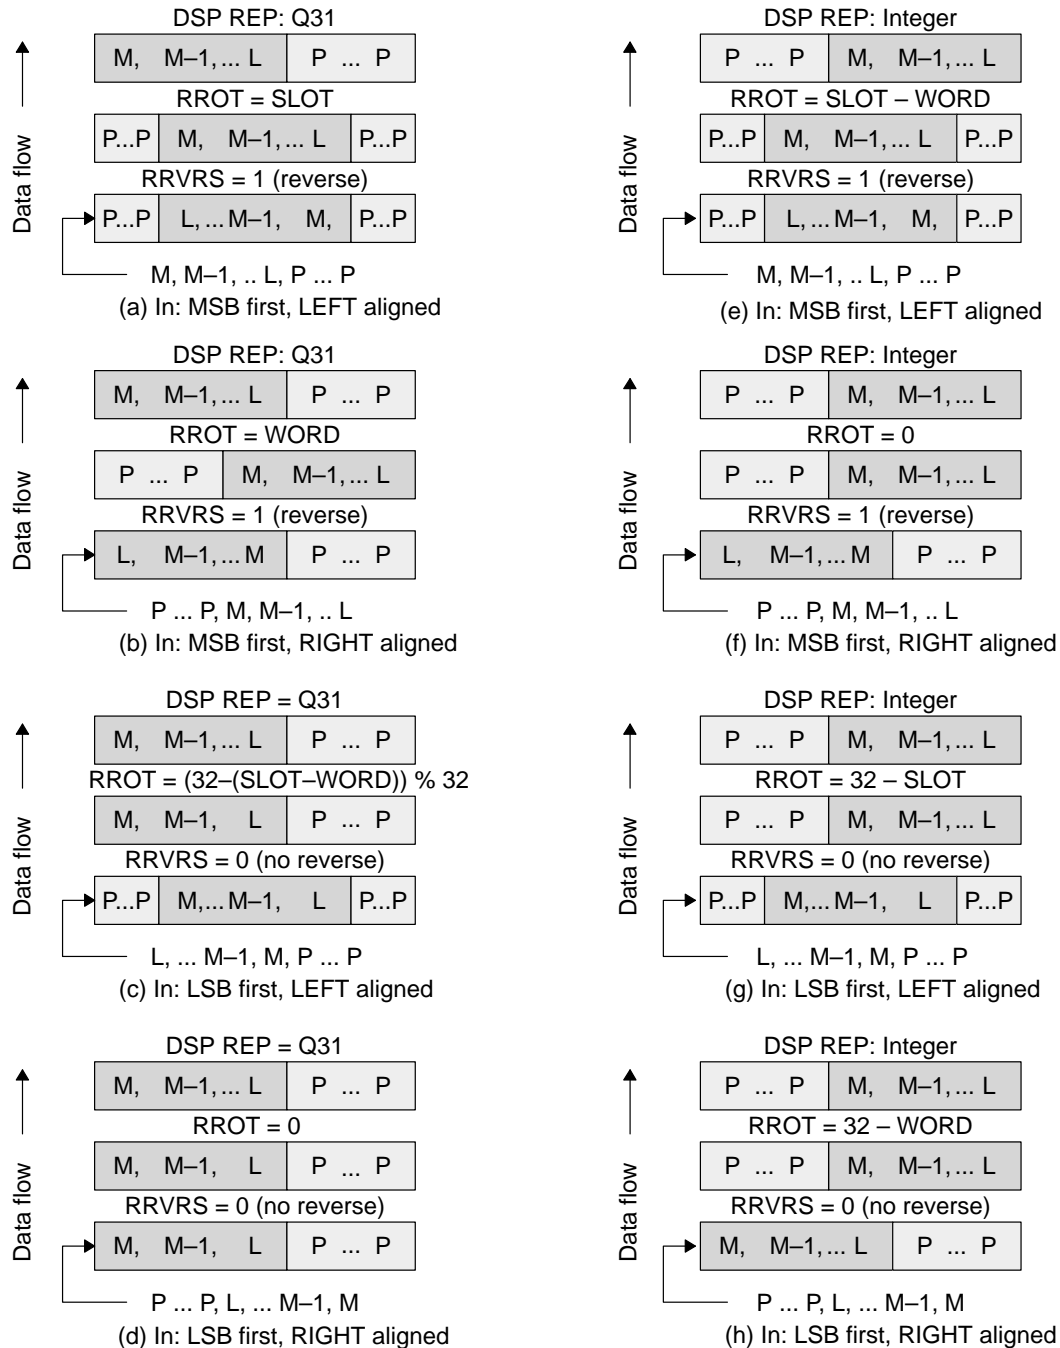 DSP REP: Q31
M, M–1, ... L P ... P
RROT = SLOT
P...P M, M–1, ... L P...P
RRVRS = 1 (reverse)
P...P L, ... M–1, M, P...P
M, M–1, .. L, P ... P
(a) In: MSB first, LEFT aligned
Data flow
DSP REP: Integer
P ... P M, M–1, ... L
RROT = SLOT – WORD
P...P M, M–1, ... L P...P
RRVRS = 1 (reverse)
P...P L, ... M–1, M, P...P
M, M–1, .. L, P ... P
(e) In: MSB first, LEFT aligned
Data flow
DSP REP: Q31
M, M–1, ... L P ... P
RROT = WORD
P ... P M, M–1, ... L
RRVRS = 1 (reverse)
L, M–1, ... M P ... P
P ... P, M, M–1, .. L
(b) In: MSB first, RIGHT aligned
Data flow
DSP REP: Integer
P ... P M, M–1, ... L
RROT = 0
P ... P M, M–1, ... L
RRVRS = 1 (reverse)
L, M–1, ... M P ... P
P ... P, M, M–1, .. L
(f) In: MSB first, RIGHT aligned
Data flow
DSP REP = Q31
M, M–1, ... L P ... P
RROT = (32–(SLOT–WORD)) % 32
M, M–1, L P ... P
RRVRS = 0 (no reverse)
P...P M, ... M–1, L P...P
L, ... M–1, M, P ... P
(c) In: LSB first, LEFT aligned
Data flow
DSP REP: Integer
P ... P M, M–1, ... L
RROT = 32 – SLOT
P ... P M, M–1, ... L
RRVRS = 0 (no reverse)
P...P M, ... M–1, L P...P
L, ... M–1, M, P ... P
(g) In: LSB first, LEFT aligned
Data flow
DSP REP = Q31
M, M–1, ... L P ... P
RROT = 0
M, M–1, L P ... P
RRVRS = 0 (no reverse)
M, M–1, L P ... P
P ... P, L, ... M–1, M
(d) In: LSB first, RIGHT aligned
Data flow
DSP REP: Integer
P ... P M, M–1, ... L
RROT = 32 – WORD
P ... P M, M–1, ... L
RRVRS = 0 (no reverse)
M, M–1, ... L P ... P
P ... P, L, ... M–1, M
(h) In: LSB first, RIGHT aligned
Data flow